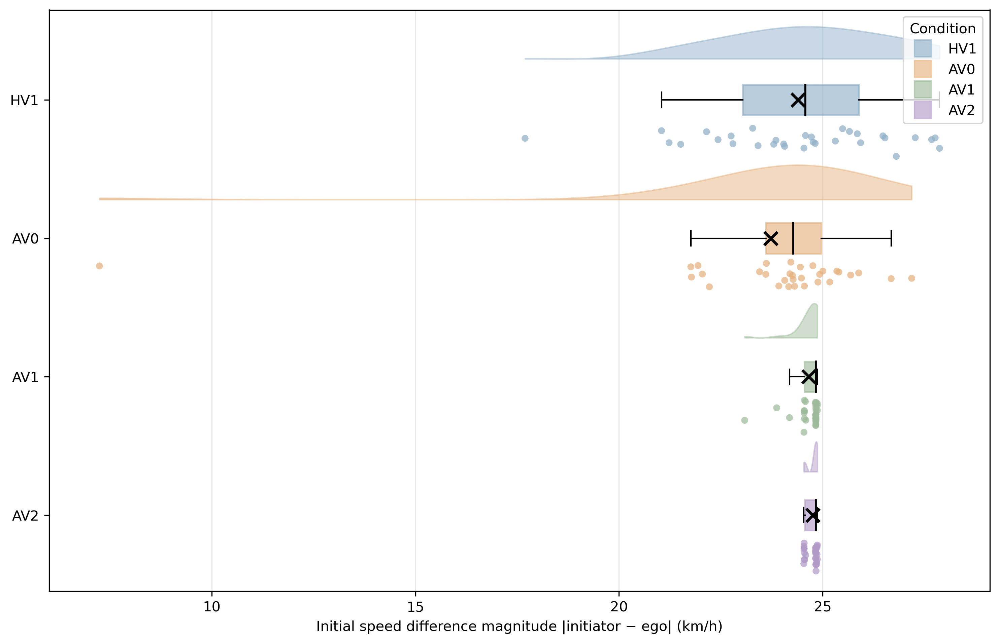 Condition
HV1
AV0
AV1
AV2
HV1
AV0
AV1
AV2
10 15 20 25
Initial speed difference magnitude |initiator − ego| (km/h)